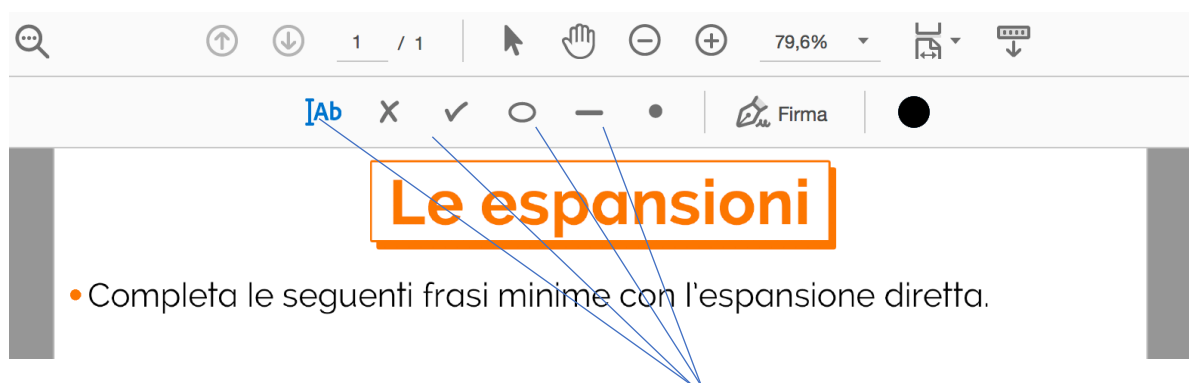 1 / 1 79,6%
Ab Firma
Le espansioni
Completa le seguenti frasi minime con l'espansione diretta.